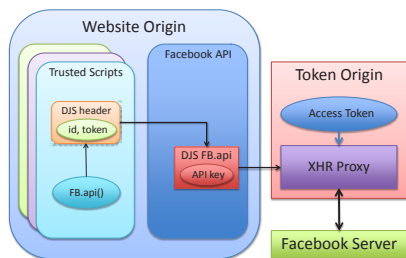 Website Origin
Trusted Scripts
Facebook API
DJS header
id, token
FB.api()
DJS FB.api
API key
Token Origin
Access Token
XHR Proxy
Facebook Server